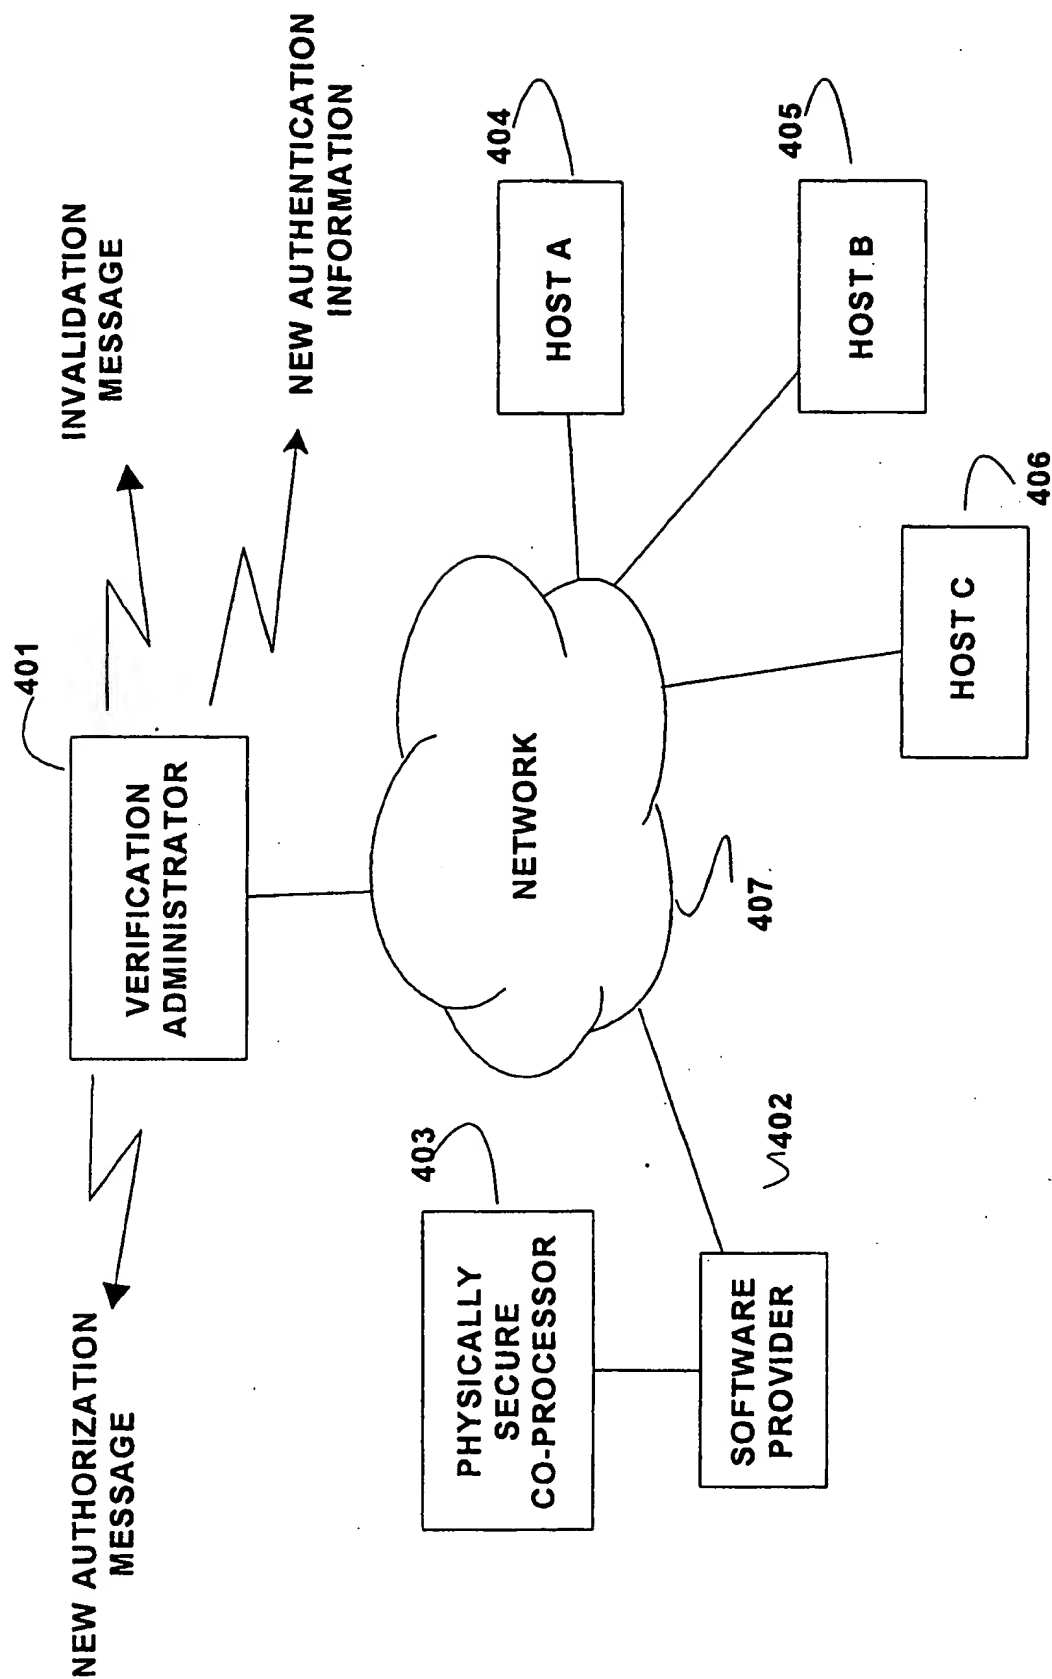 NEW AUTHORIZATION
MESSAGE
INVALIDATION
MESSAGE
NEW AUTHENTICATION
INFORMATION
401
VERIFICATION
ADMINISTRATOR
403
PHYSICALLY
SECURE
CO-PROCESSOR
NETWORK
404
HOST A
402
SOFTWARE
PROVIDER
407
405
HOST B
406
HOST C